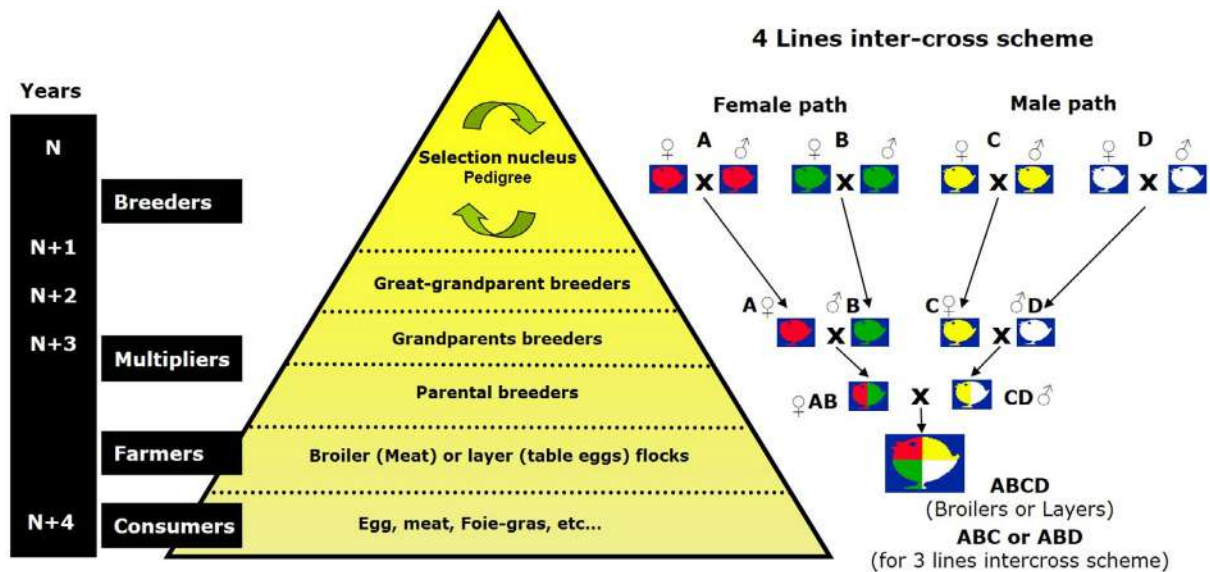 4 Lines inter-cross scheme
Years
N
N+1
N+2
N+3
N+4
Breeders
Multipliers
Farmers
Consumers
Selection nucleus
Pedigree
Great-grandparent breeders
Grandparents breeders
Parental breeders
Broiler (Meat) or layer (table eggs) flocks
Egg, meat, Foie-gras, etc...
Female path
Male path
♀ A ♂ ♀ B ♂ ♀ C ♂ ♀ D ♂
X X X X
A♀ ♂B C♀ ♂D
X X
♀AB X CD♂
ABCD
(Broilers or Layers)
ABC or ABD
(for 3 lines intercross scheme)